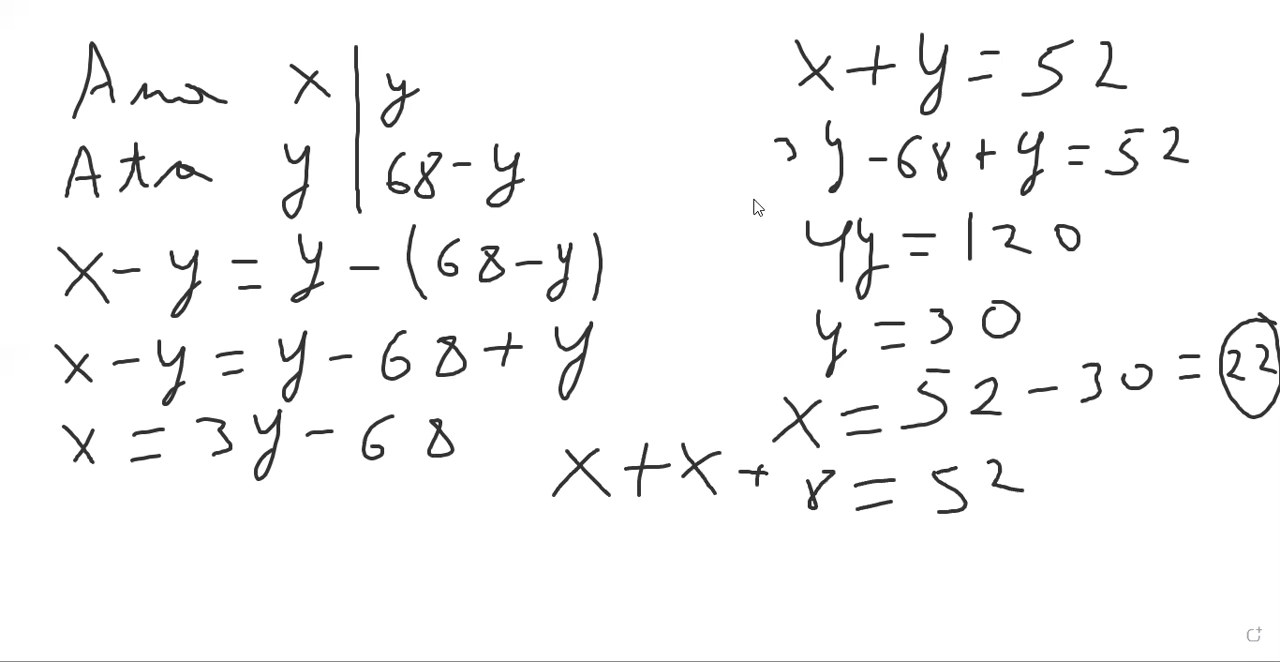 Ana x | y
Ata y | 68 - y
x - y = y - (68 - y)
x - y = y - 68 + y
x = 3y - 68
x + y = 52
3y - 68 + y = 52
4y = 120
y = 30
x = 52 - 30 = 22
x + x + 8 = 52